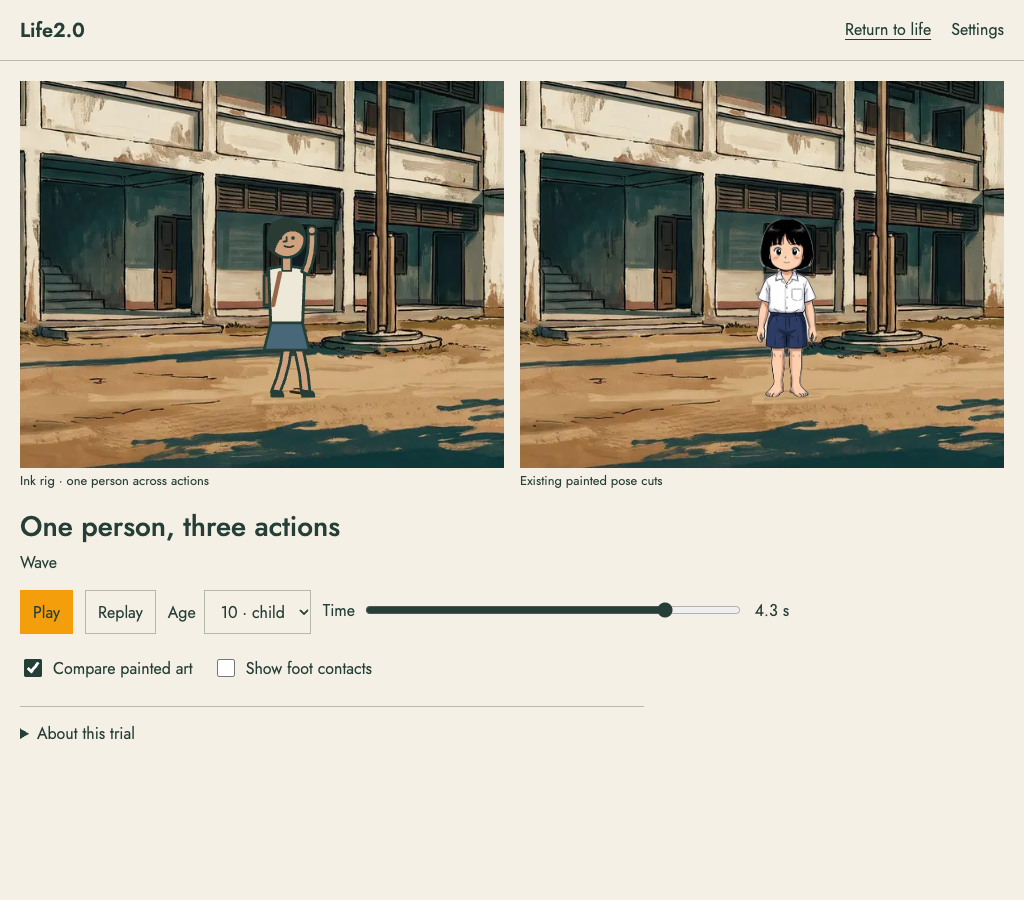 Life2.0
Return to life
Settings
Ink rig · one person across actions
Existing painted pose cuts
One person, three actions
Wave
Play
Replay
Age
10 · child
Time
4.3 s
Compare painted art
Show foot contacts
About this trial